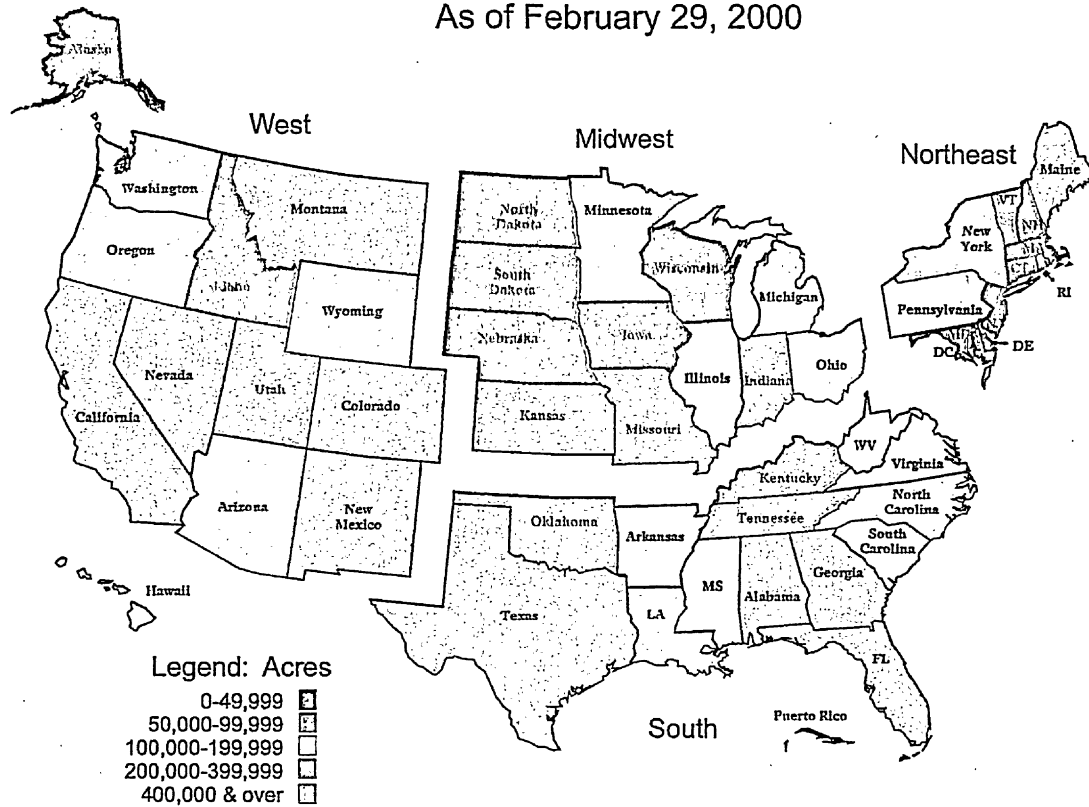 As of February 29, 2000
Alaska
West
Midwest
Northeast
Washington
Montana
Oregon
Idaho
Wyoming
Nevada
Utah
Colorado
California
Arizona
New
Mexico
Hawaii
North
Dakota
Minnesota
South
Dakota
Wisconsin
Michigan
Nebraska
Iowa
Illinois
Indiana
Ohio
Kansas
Missouri
Maine
VT
NH
New
York
MA
CT
RI
Pennsylvania
DC
DE
WV
Virginia
Kentucky
North
Carolina
Tennessee
South
Carolina
Oklahoma
Arkansas
Texas
LA
MS
Alabama
Georgia
FL
South
Puerto Rico
Legend: Acres
0-49,999
50,000-99,999
100,000-199,999
200,000-399,999
400,000 & over